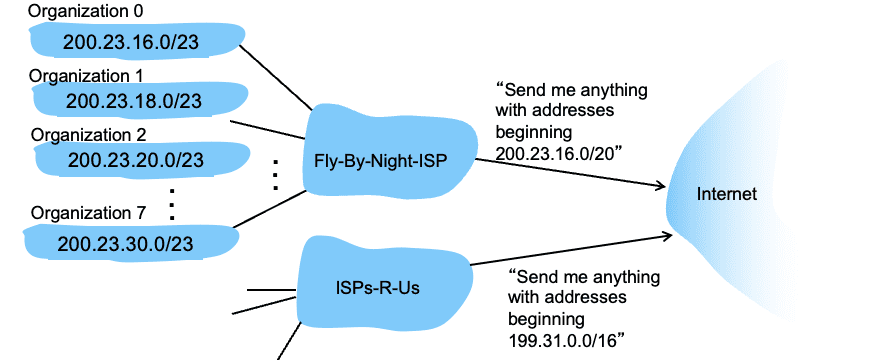 Organization 0
200.23.16.0/23
Organization 1
200.23.18.0/23
Organization 2
200.23.20.0/23
Organization 7
200.23.30.0/23
Fly-By-Night-ISP
“Send me anything
with addresses
beginning
200.23.16.0/20”
Internet
ISPs-R-Us
“Send me anything
with addresses
beginning
199.31.0.0/16”